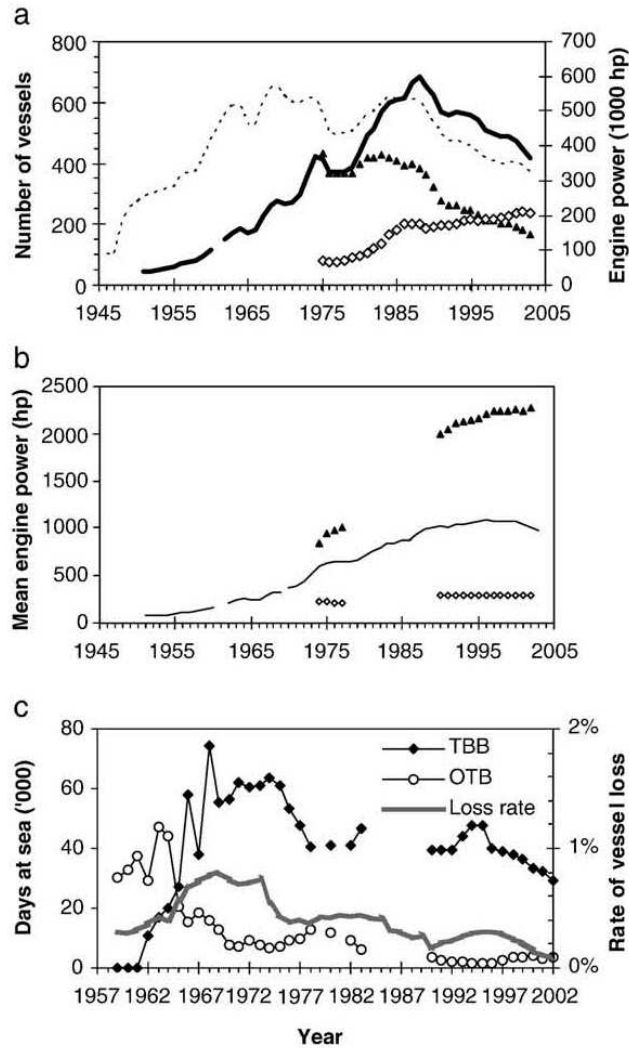 a
800
600
400
200
0
Number of vessels
700
600
500
400
300
200
100
0
Engine power (1000 hp)
1945 1955 1965 1975 1985 1995 2005
b
2500
2000
1500
1000
500
0
Mean engine power (hp)
1945 1955 1965 1975 1985 1995 2005
c
80
60
40
20
0
Days at sea ('000)
TBB
OTB
Loss rate
2%
1%
0%
Rate of vessel loss
1957 1962 1967 1972 1977 1982 1987 1992 1997 2002
Year